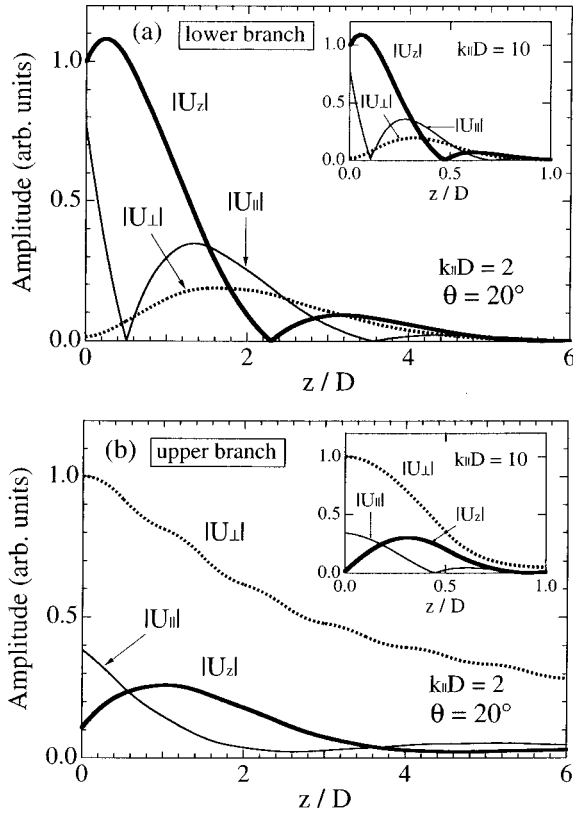 (a) lower branch
|Uz|
|U⊥|
|U∥|
k∥D = 2
θ = 20°
Amplitude (arb. units)
1.0
0.5
0.0
0 2 4 6
z / D
|Uz|
k∥D = 10
|U⊥|
|U∥|
1.0
0.5
0.0
0.0 0.5 1.0
z / D
(b) upper branch
|U⊥|
|U∥|
|Uz|
k∥D = 2
θ = 20°
Amplitude (arb. units)
1.0
0.5
0.0
0 2 4 6
z / D
|U⊥|
k∥D = 10
|U∥|
|Uz|
1.0
0.5
0.0
0.0 0.5 1.0
z / D